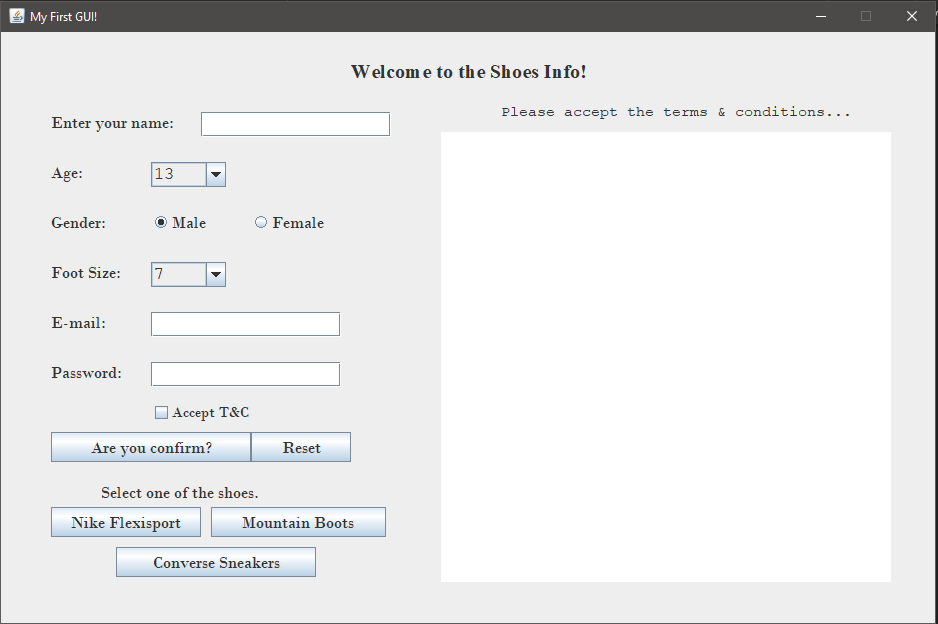 My First GUI!
Welcome to the Shoes Info!
Please accept the terms & conditions...
Enter your name:
Age: 13
Gender: Male Female
Foot Size: 7
E-mail:
Password:
Accept T&C
Are you confirm? Reset
Select one of the shoes.
Nike Flexisport Mountain Boots
Converse Sneakers